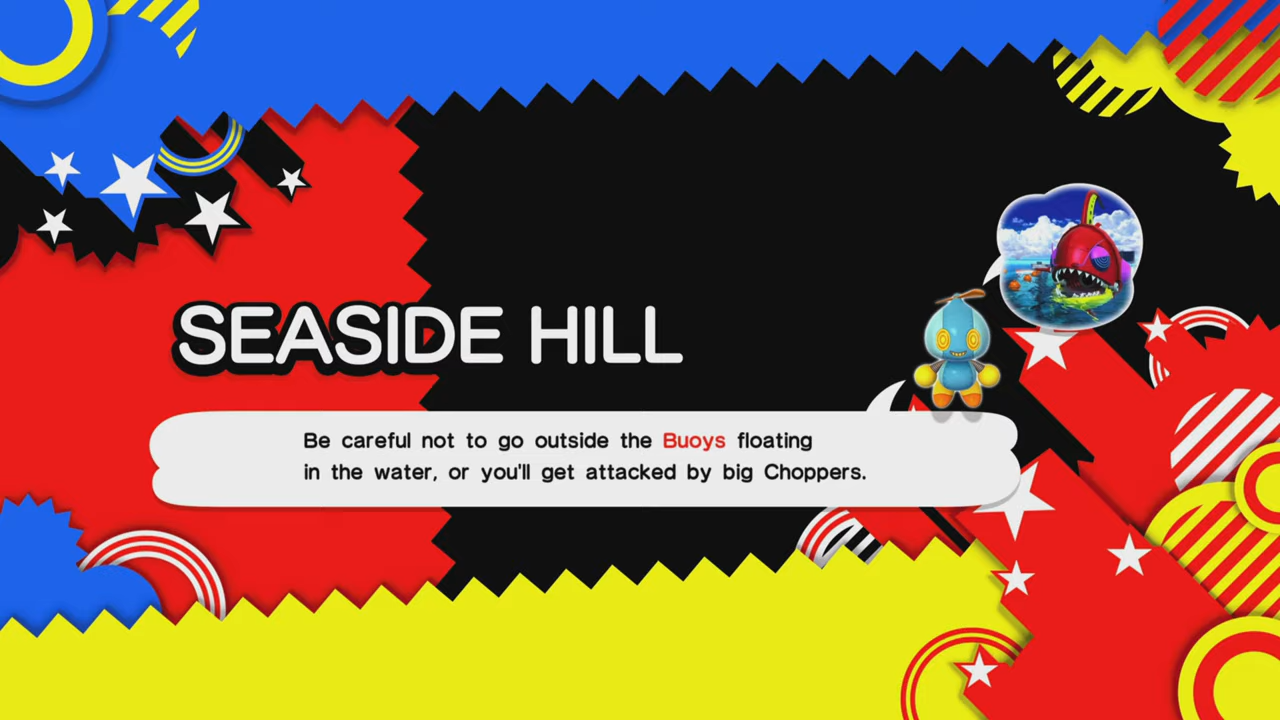 SEASIDE HILL
Be careful not to go outside the Buoys floating
in the water, or you'll get attacked by big Choppers.